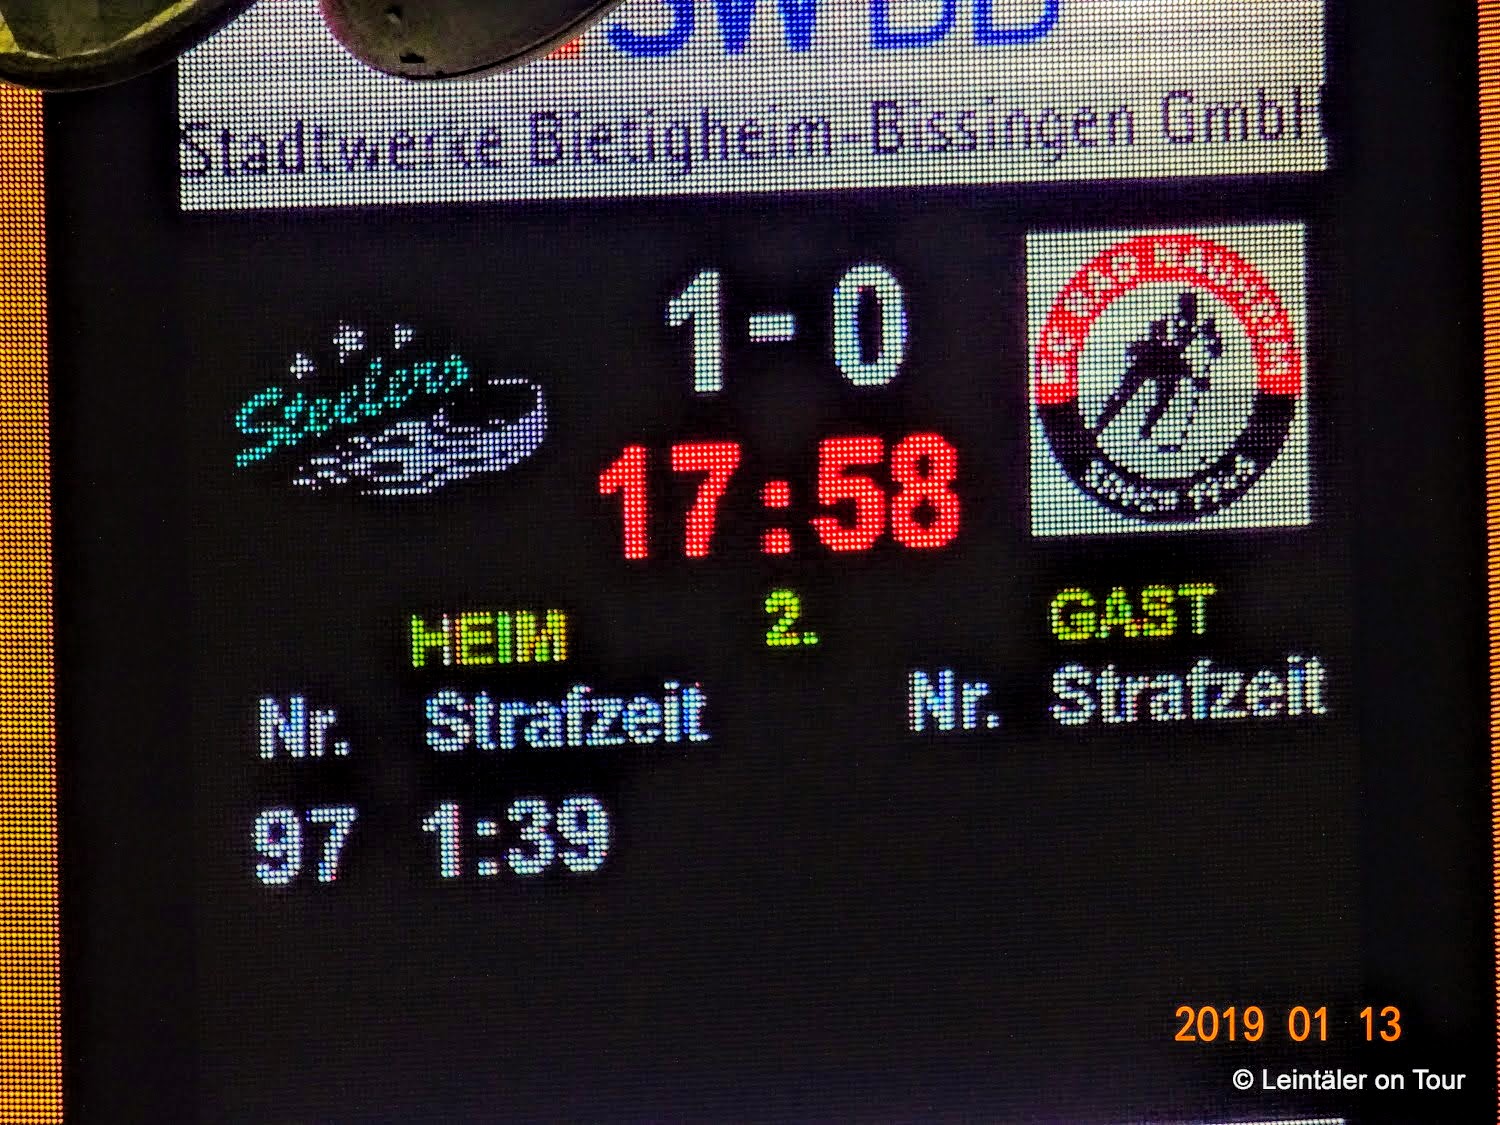 SWBB
Stadtwerke Bietigheim-Bissingen GmbH
1-0
Steelers
17:58
HEIM 2. GAST
Nr. Strafzeit Nr. Strafzeit
97 1:39
2019 01 13
© Leintäler on Tour